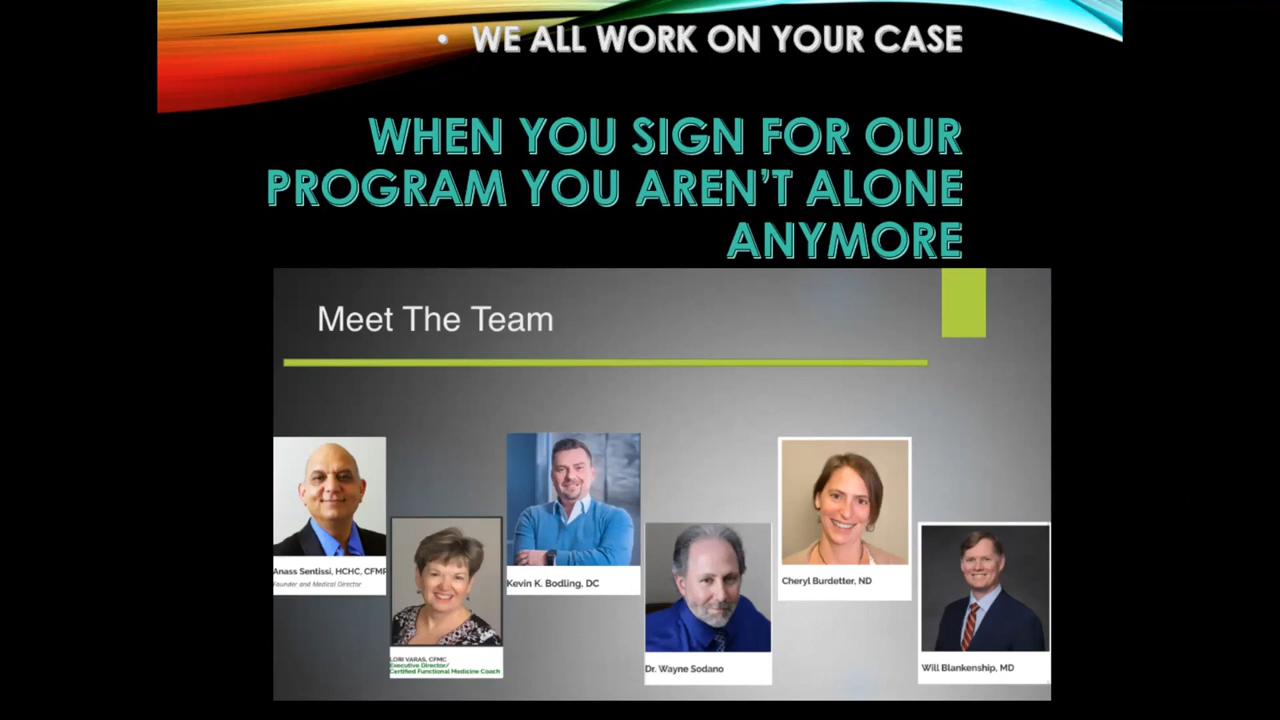 • WE ALL WORK ON YOUR CASE
WHEN YOU SIGN FOR OUR
PROGRAM YOU AREN'T ALONE
ANYMORE
Meet The Team
Anass Sentissi, HCHC, CFMP
Founder and Medical Director
LORI VARAS, CFMC
Executive Director/
Certified Functional Medicine Coach
Kevin K. Bodling, DC
Dr. Wayne Sodano
Cheryl Burdetter, ND
Will Blankenship, MD